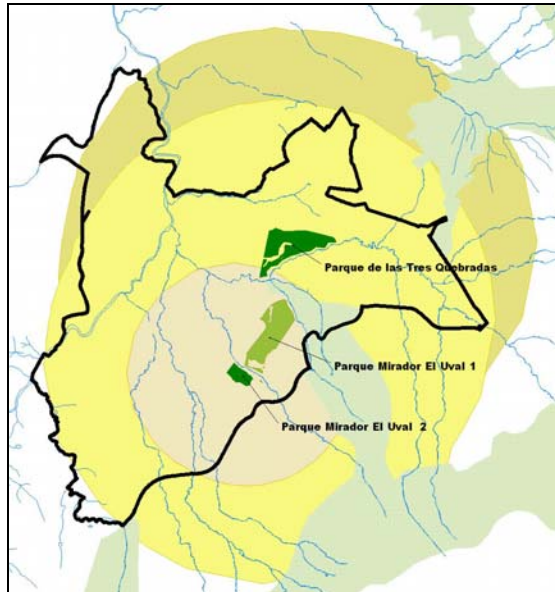 Parque de las Tres Quebradas
Parque Mirador El Uval 1
Parque Mirador El Uval 2